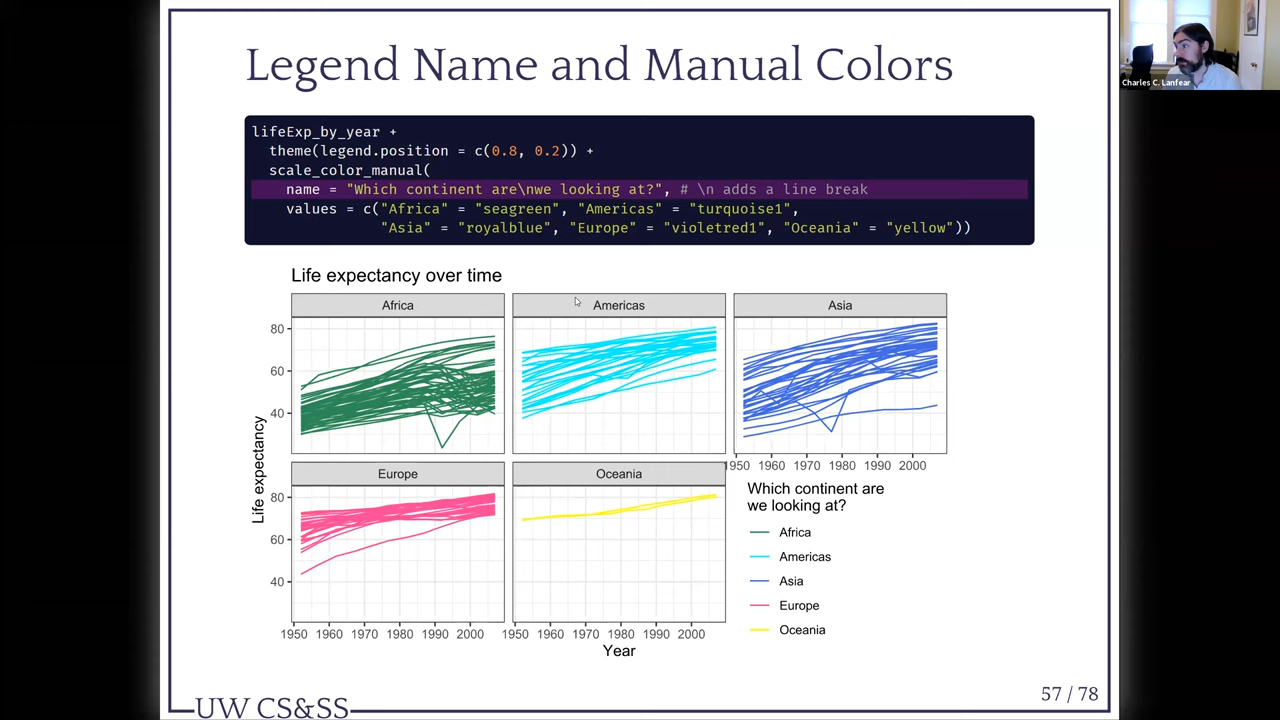 Legend Name and Manual Colors
Charles C. Lanfear
lifeExp_by_year +
theme(legend.position = c(0.8, 0.2)) +
scale_color_manual(
name = "Which continent are\nwe looking at?", # \n adds a line break
values = c("Africa" = "seagreen", "Americas" = "turquoise1",
"Asia" = "royalblue", "Europe" = "violetred1", "Oceania" = "yellow"))
Life expectancy over time
Africa
Americas
Asia
80
60
40
Life expectancy
1950 1960 1970 1980 1990 2000
Europe
Oceania
80
60
40
1950 1960 1970 1980 1990 2000
1950 1960 1970 1980 1990 2000
Year
Which continent are
we looking at?
Africa
Americas
Asia
Europe
Oceania
57 / 78
UW CS&SS